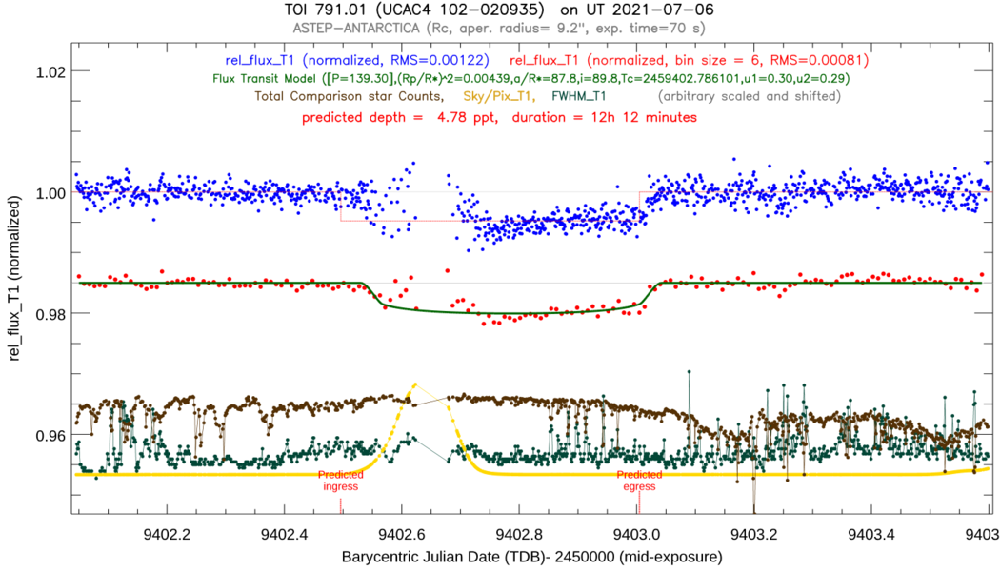 TOI 791.01 (UCAC4 102-020935) on UT 2021-07-06
ASTEP-ANTARCTICA (Rc, aper. radius= 9.2", exp. time=70 s)
rel_flux_T1 (normalized, RMS=0.00122) rel_flux_T1 (normalized, bin size = 6, RMS=0.00081)
Flux Transit Model ([P=139.30],(Rp/R*)^2=0.00439,a/R*=87.8,i=89.8,Tc=2459402.786101,u1=0.30,u2=0.29)
Total Comparison star Counts, Sky/Pix_T1, FWHM_T1 (arbitrary scaled and shifted)
predicted depth = 4.78 ppt, duration = 12h 12 minutes
1.02
1.00
0.98
0.96
rel_flux_T1 (normalized)
Predicted
ingress
Predicted
egress
9402.2 9402.4 9402.6 9402.8 9403.0 9403.2 9403.4 9403
Barycentric Julian Date (TDB)- 2450000 (mid-exposure)